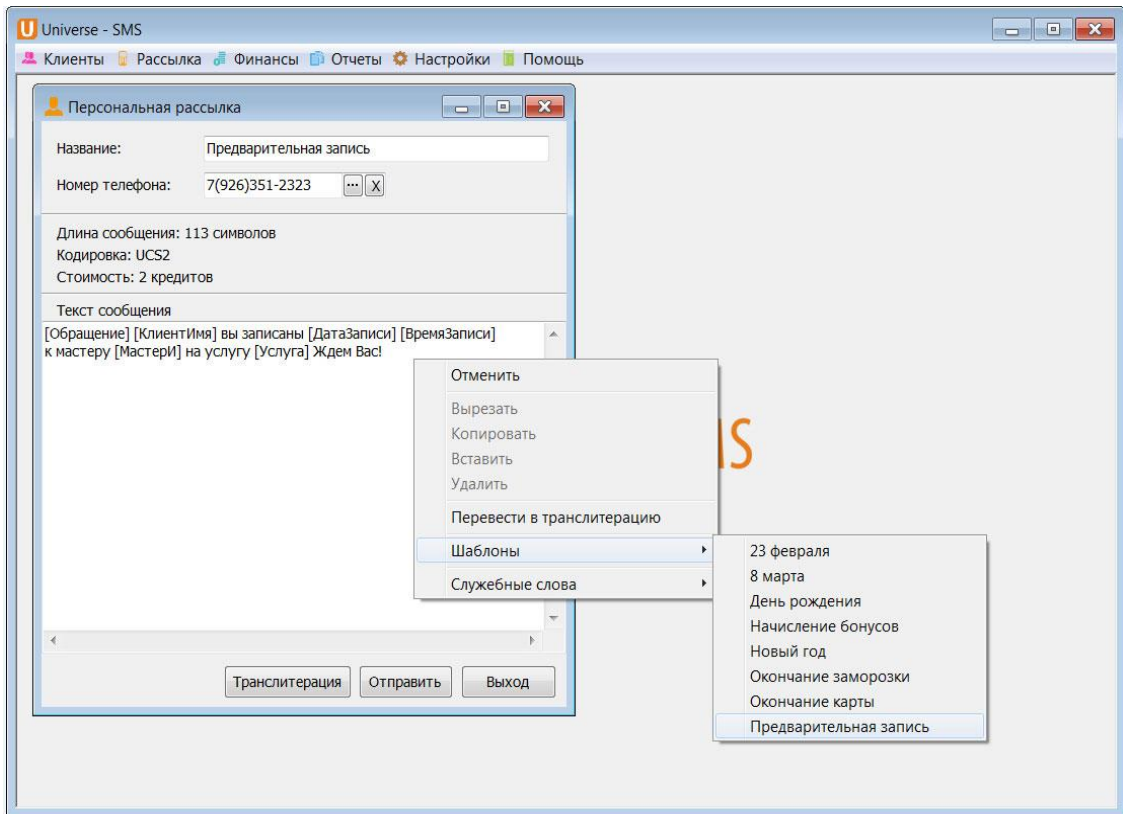 Universe - SMS
Клиенты Рассылка Финансы Отчеты Настройки Помощь
Персональная рассылка
Название: Предварительная запись
Номер телефона: 7(926)351-2323 ... X
Длина сообщения: 113 символов
Кодировка: UCS2
Стоимость: 2 кредитов
Текст сообщения
[Обращение] [КлиентИмя] вы записаны [ДатаЗаписи] [ВремяЗаписи]
к мастеру [МастерИ] на услугу [Услуга] Ждем Вас!
Отменить
Вырезать
Копировать
Вставить
Удалить
Перевести в транслитерацию
Шаблоны
Служебные слова
23 февраля
8 марта
День рождения
Начисление бонусов
Новый год
Окончание заморозки
Окончание карты
Предварительная запись
Транслитерация Отправить Выход